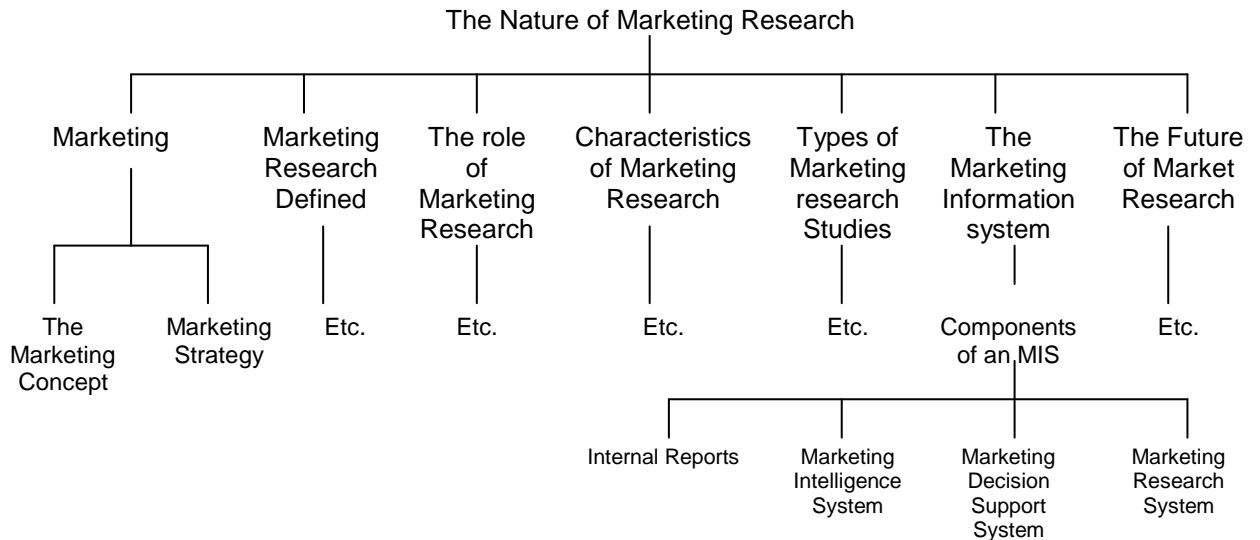 The Nature of Marketing Research
Marketing
Marketing
Research
Defined
The role
of
Marketing
Research
Characteristics
of Marketing
Research
Types of
Marketing
research
Studies
The
Marketing
Information
system
The Future
of Market
Research
The
Marketing
Concept
Marketing
Strategy
Etc.
Etc.
Etc.
Etc.
Components
of an MIS
Etc.
Internal Reports
Marketing
Intelligence
System
Marketing
Decision
Support
System
Marketing
Research
System